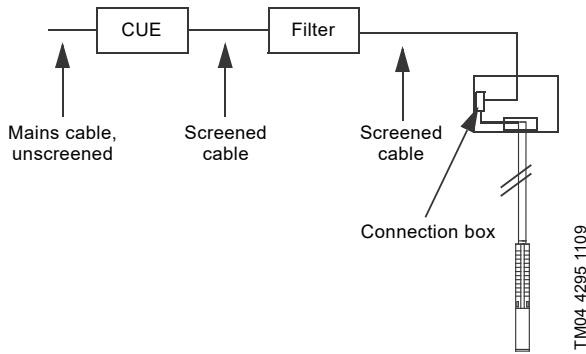 CUE
Filter
Mains cable,
unscreened
Screened
cable
Screened
cable
Connection box
TM04 4295 1109